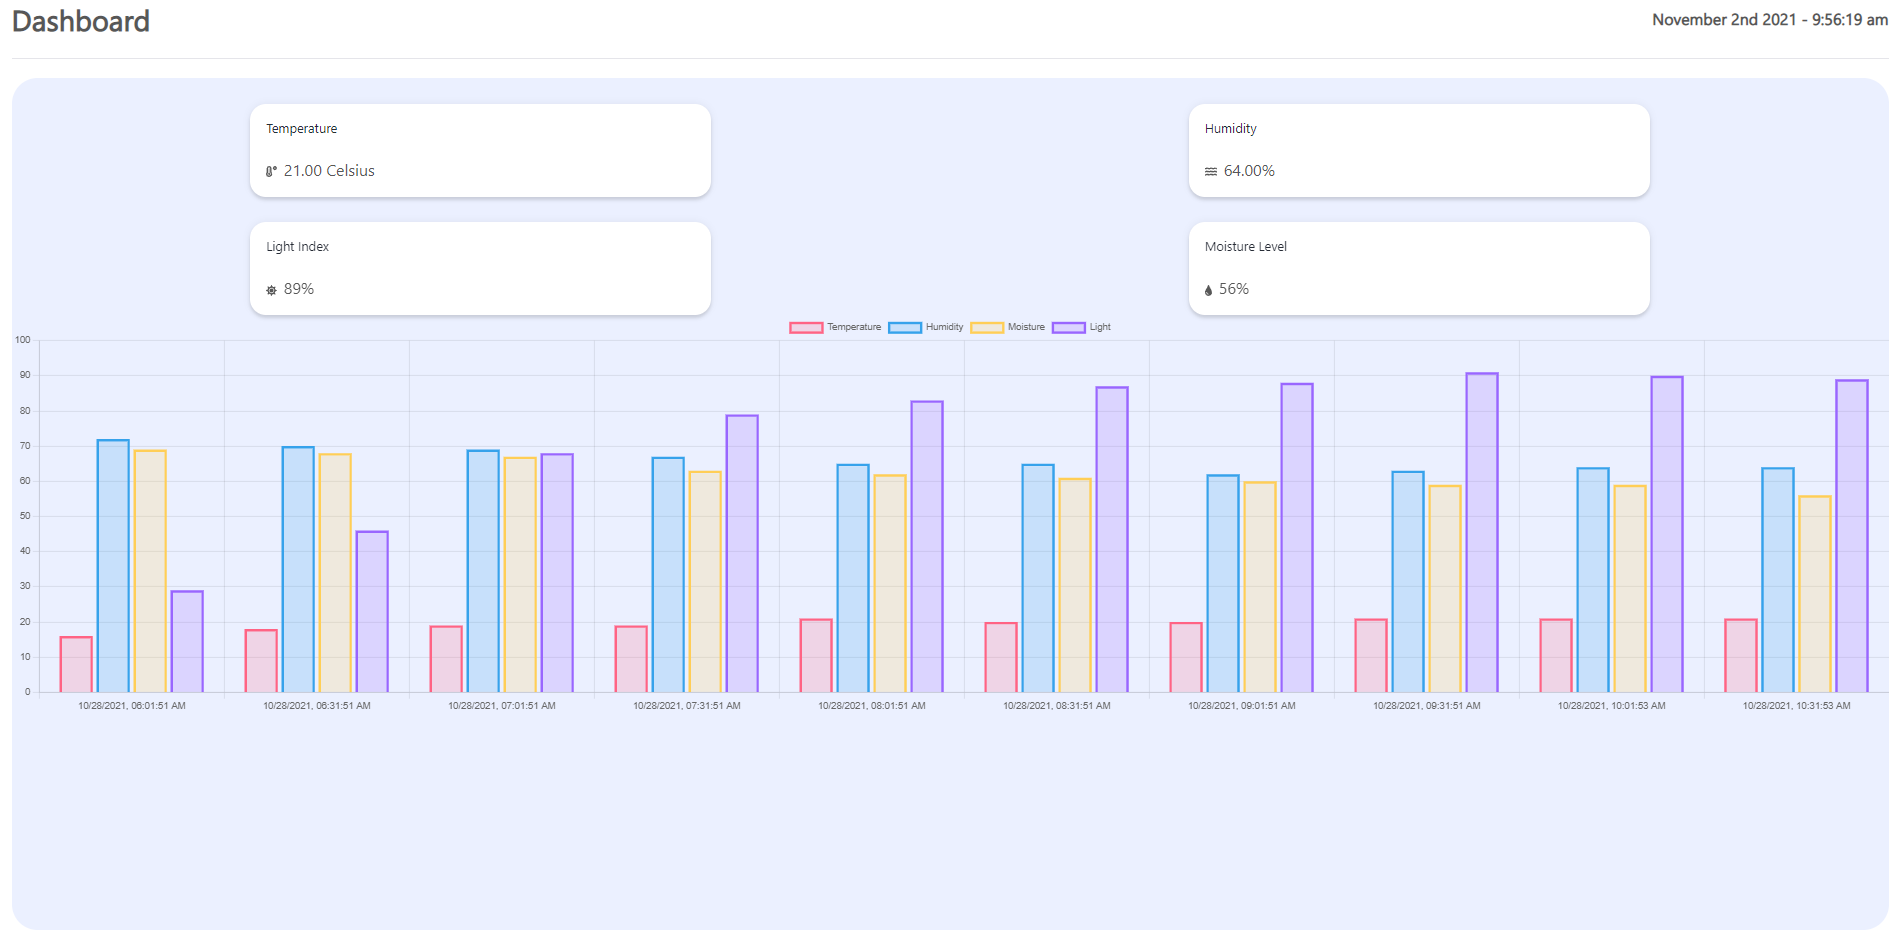 Dashboard
November 2nd 2021 - 9:56:19 am
Temperature
21.00 Celsius
Humidity
64.00%
Light Index
89%
Moisture Level
56%
Temperature Humidity Moisture Light
100
90
80
70
60
50
40
30
20
10
0
10/28/2021, 06:01:51 AM
10/28/2021, 06:31:51 AM
10/28/2021, 07:01:51 AM
10/28/2021, 07:31:51 AM
10/28/2021, 08:01:51 AM
10/28/2021, 08:31:51 AM
10/28/2021, 09:01:51 AM
10/28/2021, 09:31:51 AM
10/28/2021, 10:01:53 AM
10/28/2021, 10:31:53 AM